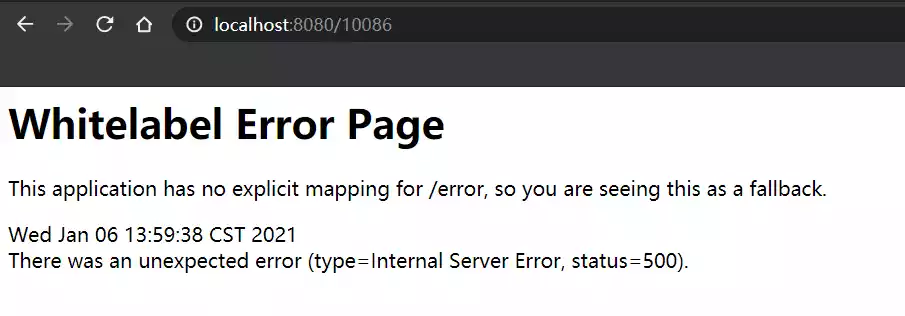 localhost:8080/10086
Whitelabel Error Page
This application has no explicit mapping for /error, so you are seeing this as a fallback.
Wed Jan 06 13:59:38 CST 2021
There was an unexpected error (type=Internal Server Error, status=500).